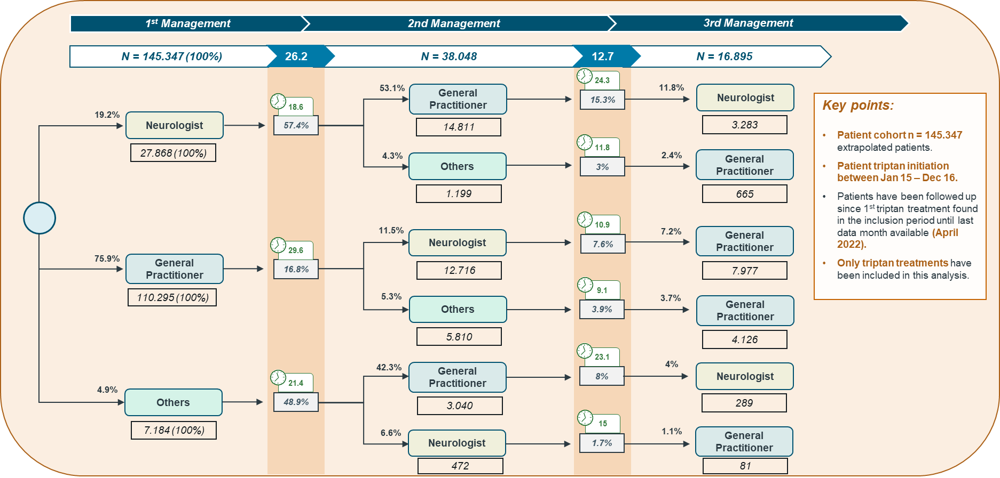 1st Management
2nd Management
3rd Management
N = 145.347 (100%)
26.2
N = 38.048
12.7
N = 16.895
19.2%
Neurologist
27.868 (100%)
18.6
57.4%
53.1%
General
Practitioner
14.811
24.3
15.3%
11.8%
Neurologist
3.283
4.3%
Others
1.199
11.8
3%
2.4%
General
Practitioner
665
75.9%
General
Practitioner
110.295 (100%)
29.6
16.8%
11.5%
Neurologist
12.716
10.9
7.6%
7.2%
General
Practitioner
7.977
5.3%
Others
5.810
9.1
3.9%
3.7%
General
Practitioner
4.126
4.9%
Others
7.184 (100%)
21.4
48.9%
42.3%
General
Practitioner
3.040
23.1
8%
4%
Neurologist
289
6.6%
Neurologist
472
15
1.7%
1.1%
General
Practitioner
81
Key points:
• Patient cohort n = 145.347
extrapolated patients.
• Patient triptan initiation
between Jan 15 – Dec 16.
• Patients have been followed up
since 1st triptan treatment found
in the inclusion period until last
data month available (April
2022).
• Only triptan treatments have
been included in this analysis.